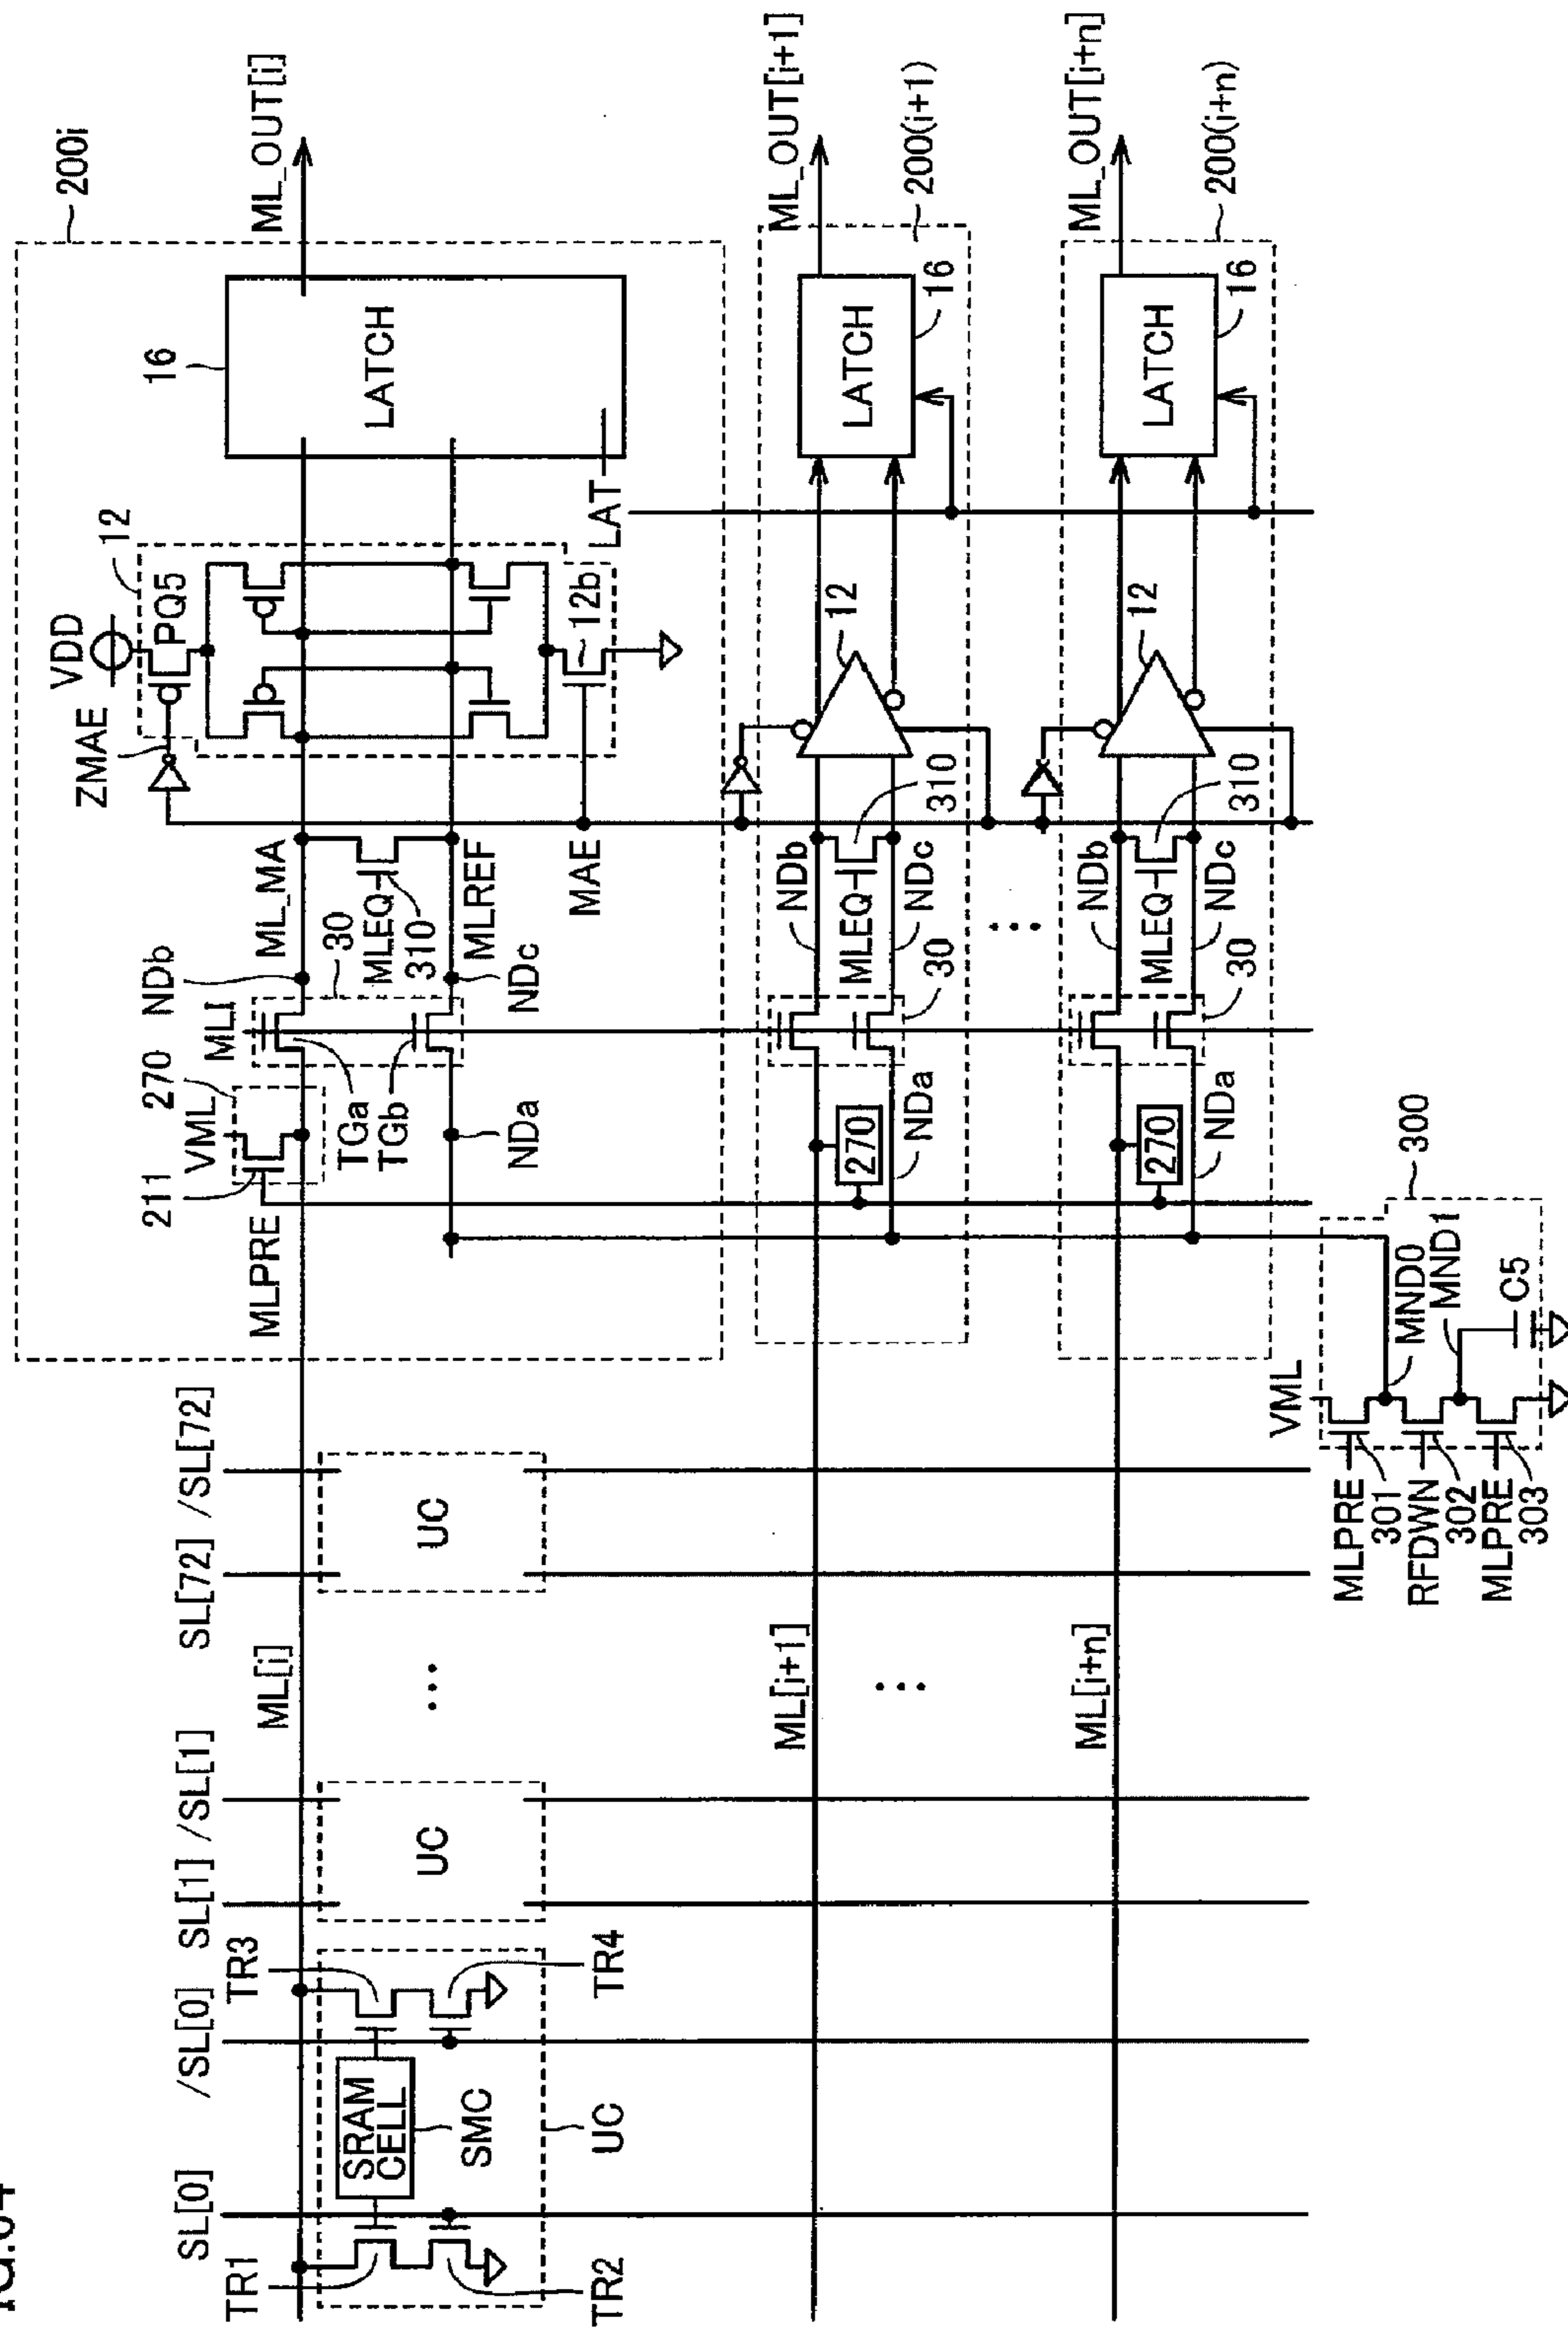 SL[0]
/SL[0]
SL[1]
/SL[1]
SL[72]
/SL[72]
TR1
TR2
TR3
TR4
SRAM
CELL
SMC
UC
UC
UC
...
ML[i]
ML[i+1]
...
ML[i+n]
200i
MLPRE
211
VML
270
MLI
NDb
TGa
TGb
NDa
30
NDc
ML_MA
MLEQ
310
MLREF
MAE
ZMAE
VDD
PQ5
12
12b
LAT
16
LATCH
ML_OUT[i]
270
NDa
30
NDb
MLEQ
NDc
310
12
LATCH
16
ML_OUT[i+1]
200(i+1)
...
270
NDa
30
NDb
MLEQ
NDc
310
12
LATCH
16
ML_OUT[i+n]
200(i+n)
VML
MLPRE
301
RFDWN
302
MLPRE
303
MND0
MND1
C5
300